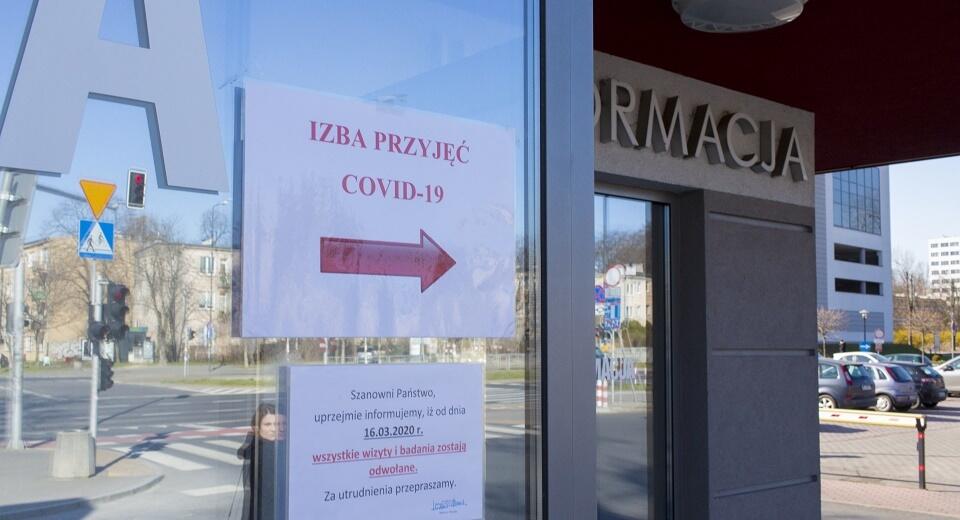 A
IZBA PRZYJĘĆ
COVID-19
ORMACJA
Szanowni Państwo,
uprzejmie informujemy, iż od dnia
16.03.2020 r.
wszystkie wizyty i badania zostają
odwołane.
Za utrudnienia przepraszamy.